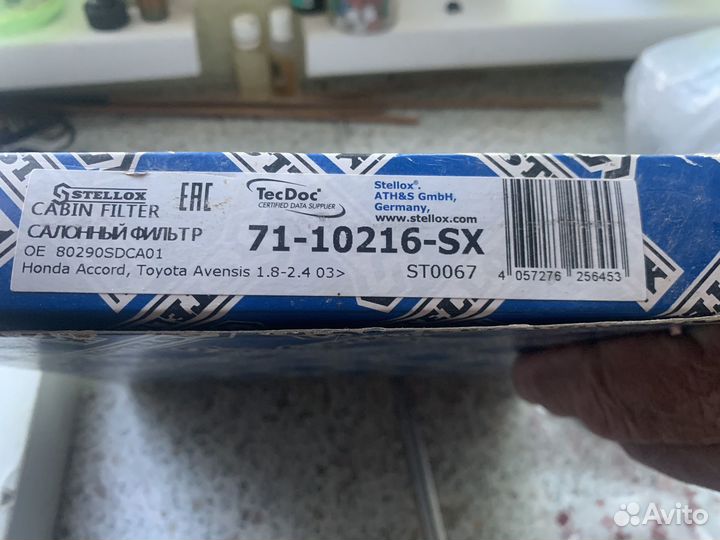 STELLOX
CABIN FILTER
САЛОННЫЙ ФИЛЬТР
OE 80290SDCA01
Honda Accord, Toyota Avensis 1.8-2.4 03>
EAC
TecDoc®
CERTIFIED DATA SUPPLIER
Stellox®,
ATH&S GmbH,
Germany,
www.stellox.com
71-10216-SX
ST0067
4 057276 256453
Avito